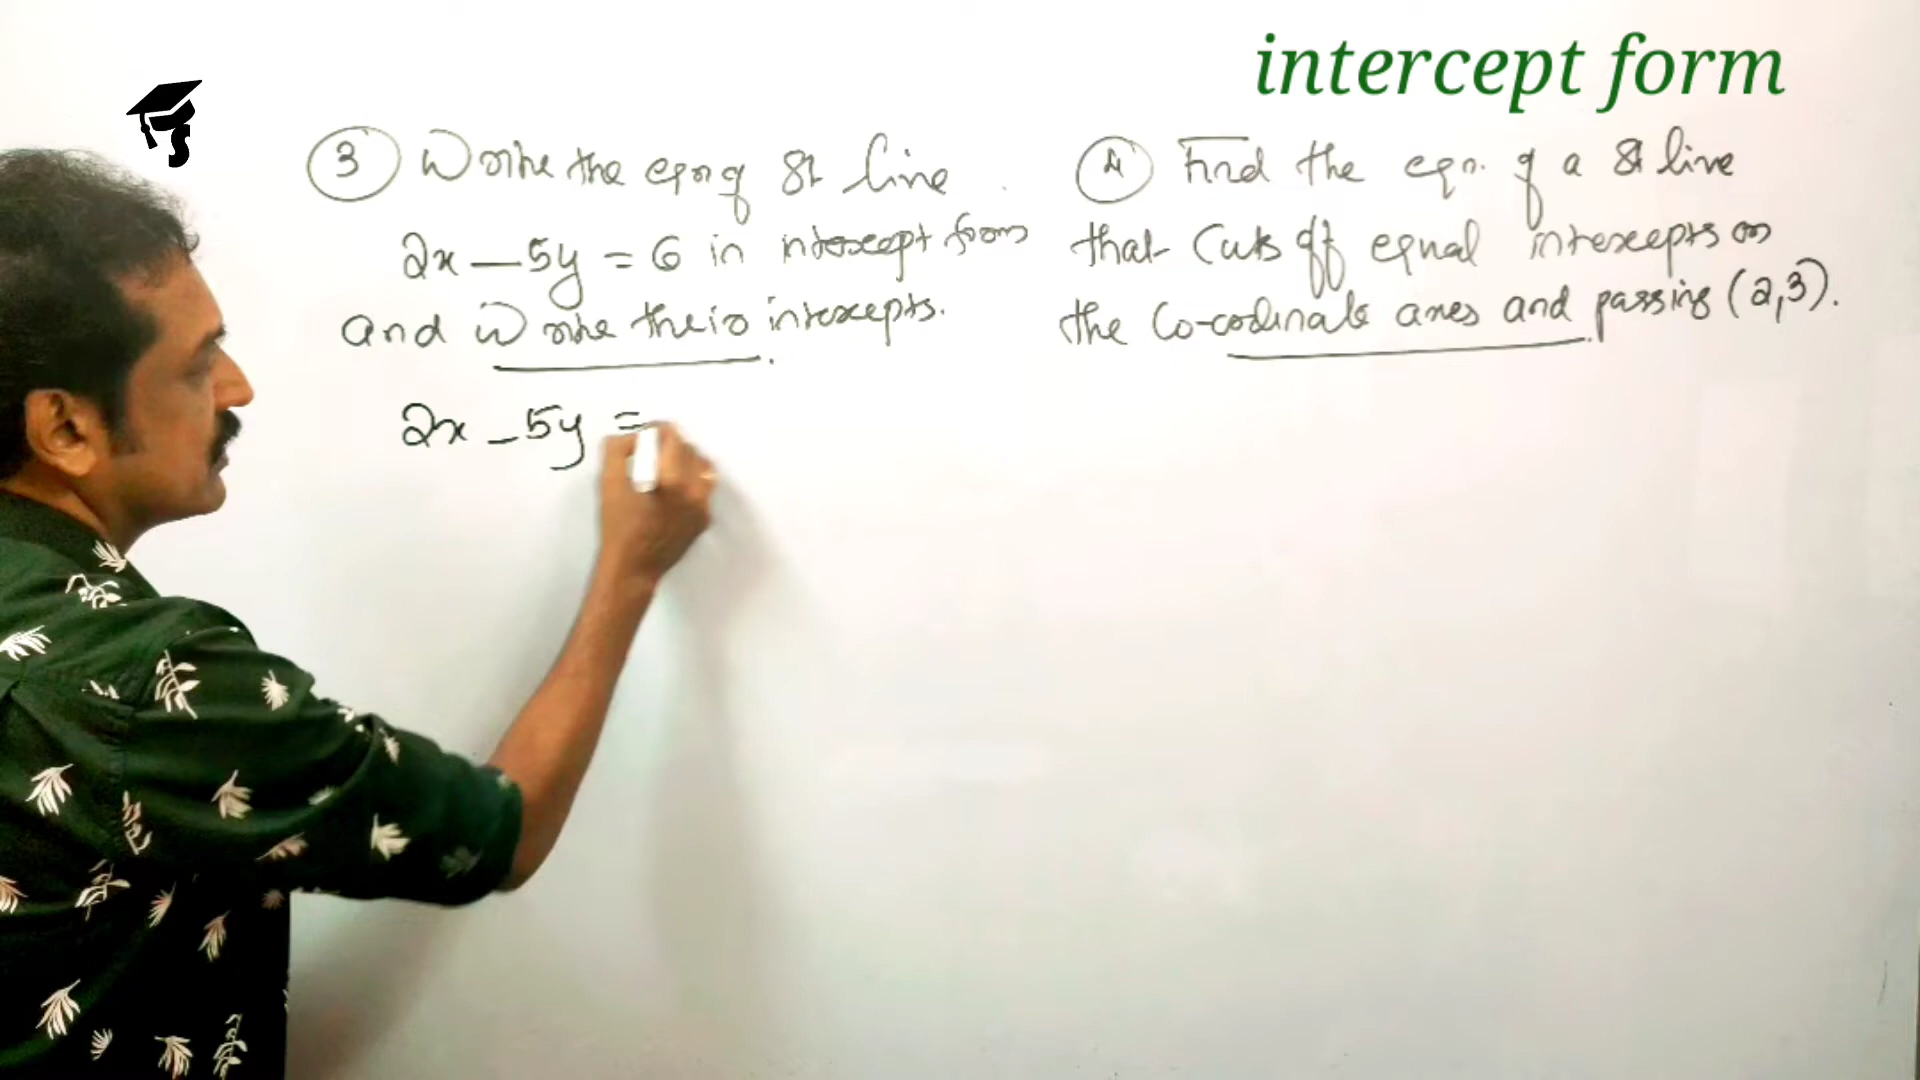 intercept form
③ Write the eqn of St line
2x - 5y = 6 in intercept form
and Write their intercepts.
2x - 5y =
④ Find the eqn. of a St line
that Cuts off equal intercepts on
the Co-ordinate axes and passing (2,3).